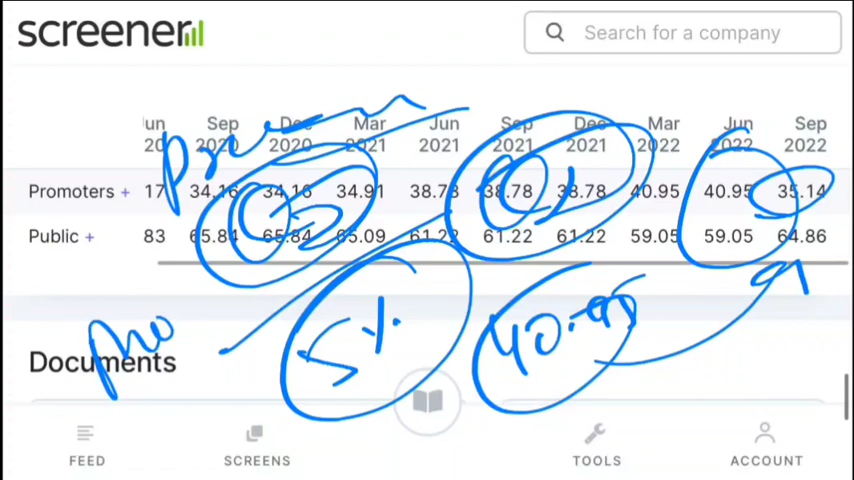 screener
Search for a company
Jun Sep Dec Mar Jun Sep Dec Mar Jun Sep
20 2020 2020 2021 2021 2021 2021 2022 2022 2022
Promoters + 17 34.16 34.16 34.91 38.78 38.78 38.78 40.95 40.95 35.14
Public + 83 65.84 65.84 65.09 61.22 61.22 61.22 59.05 59.05 64.86
5%
40.95
Documents
FEED SCREENS TOOLS ACCOUNT